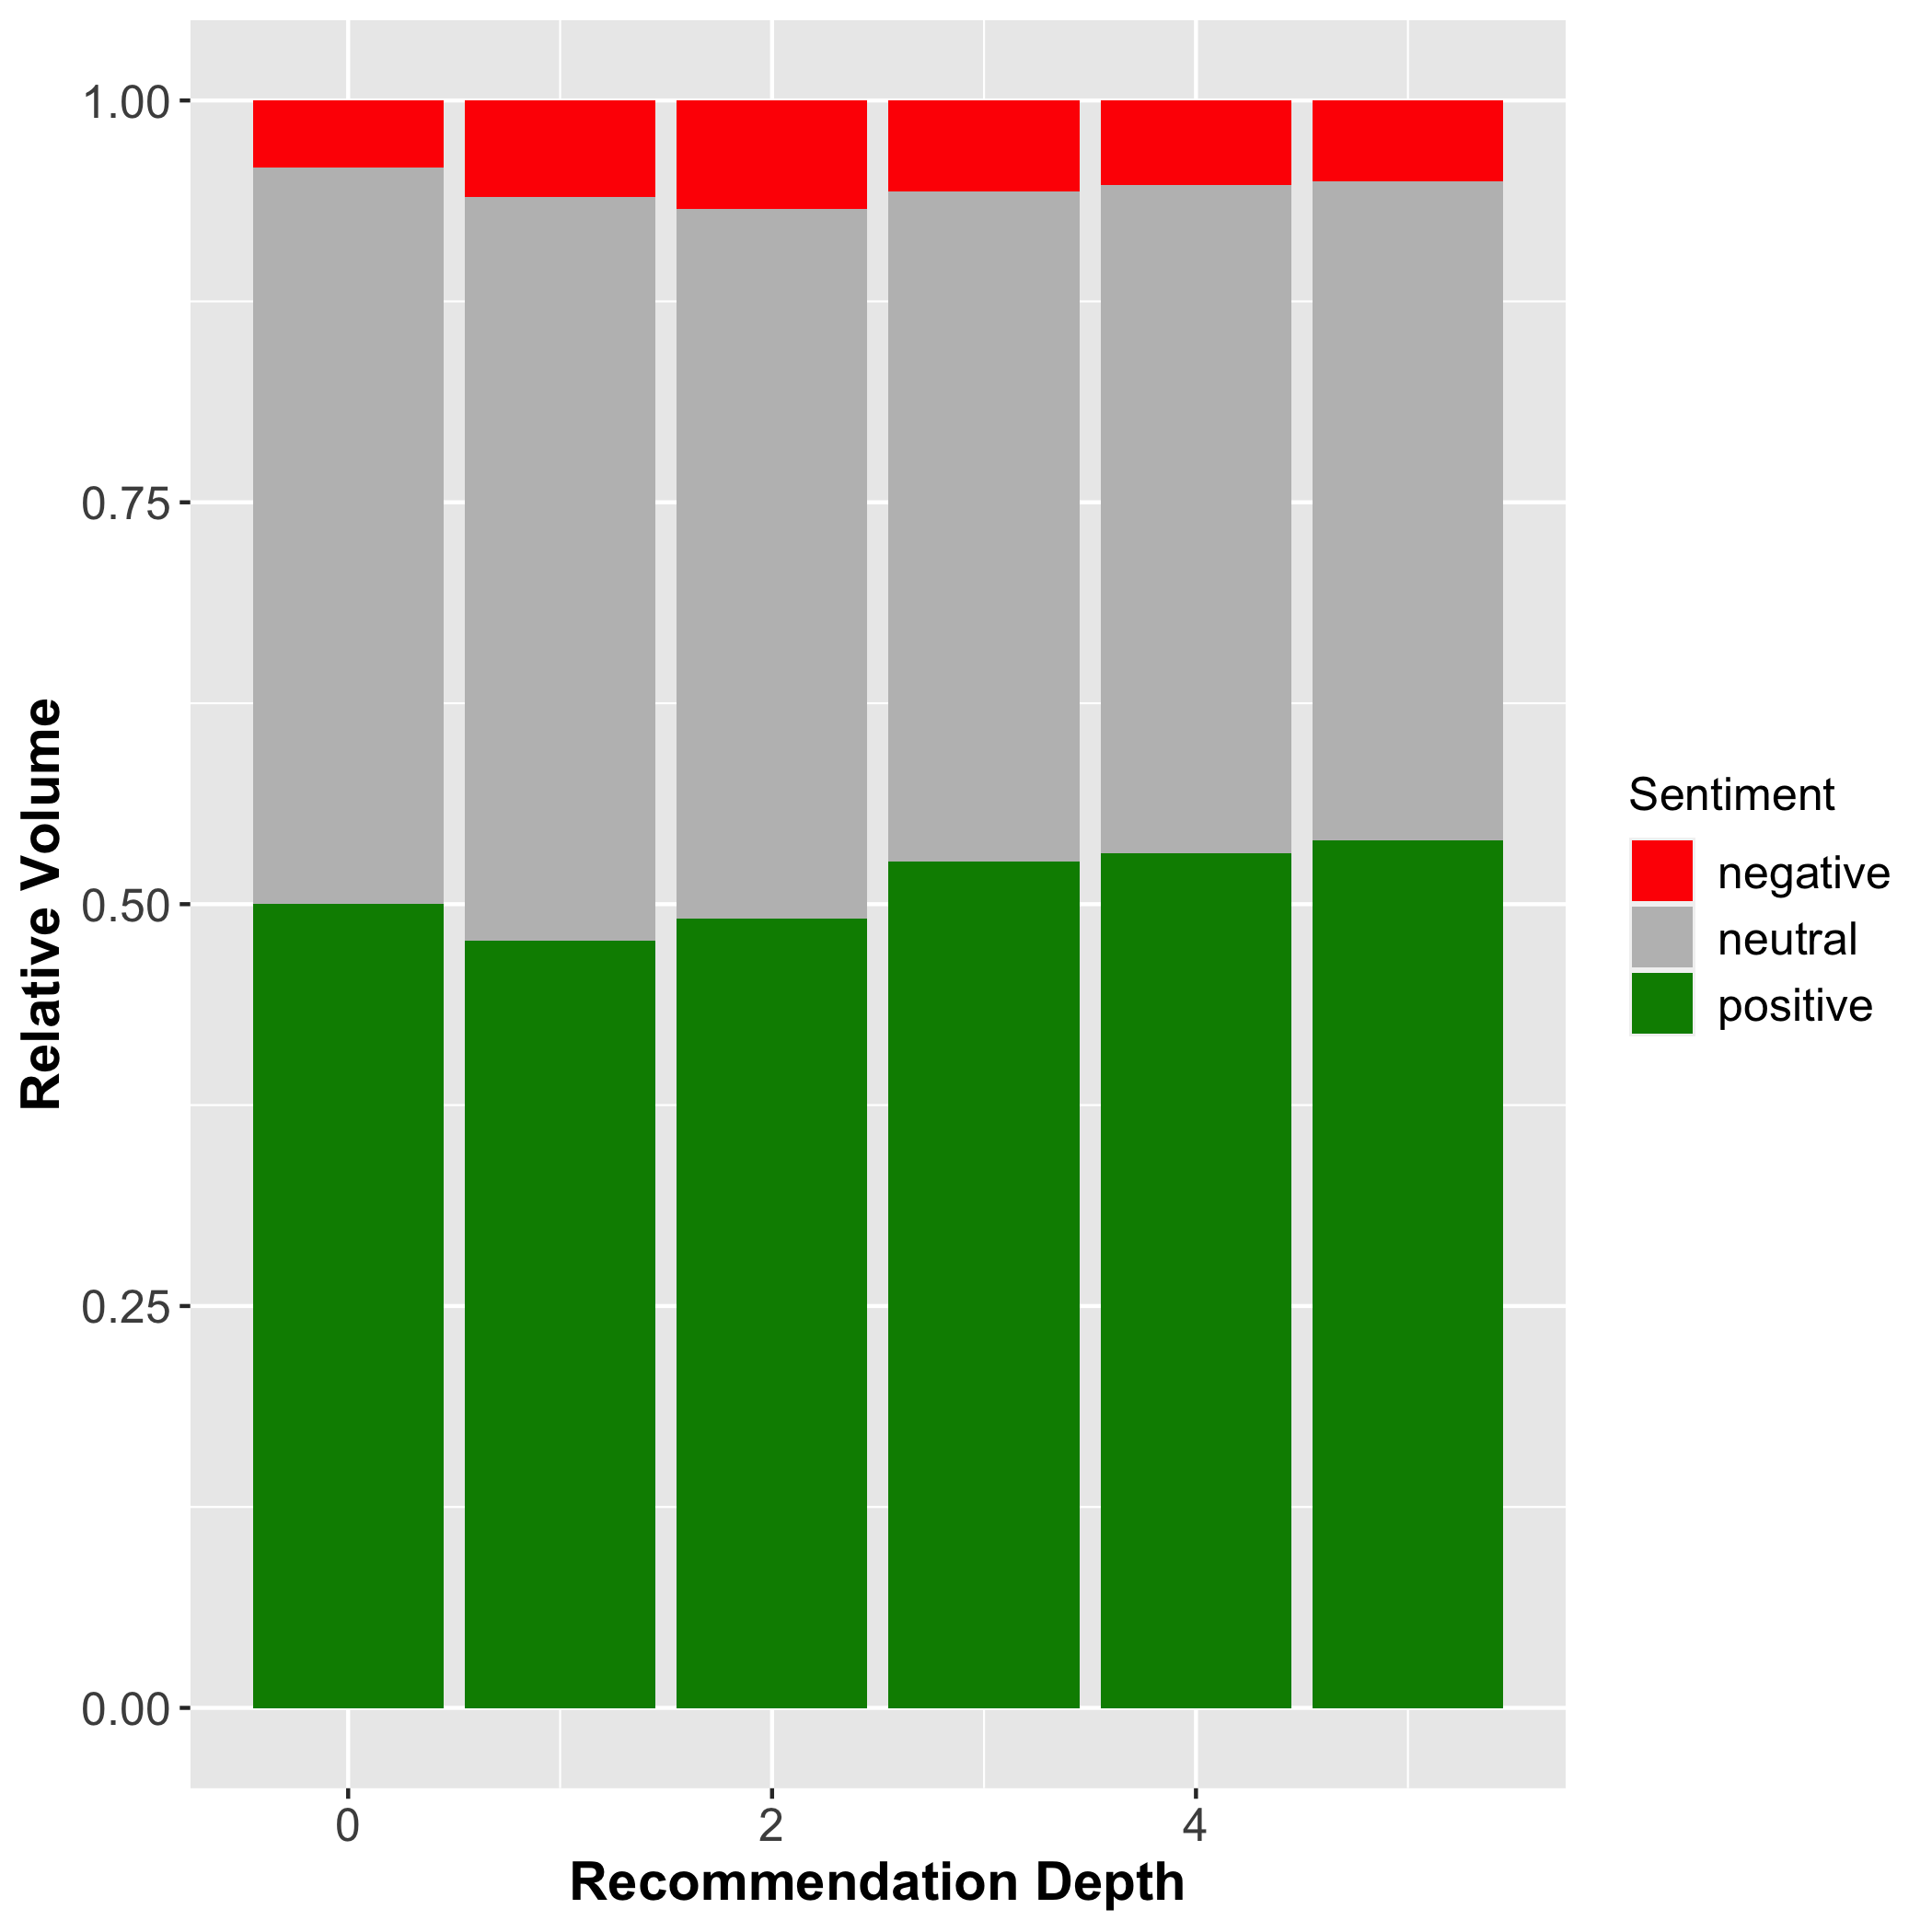 1.00
0.75
0.50
0.25
0.00
Relative Volume
0
2
4
Recommendation Depth
Sentiment
negative
neutral
positive